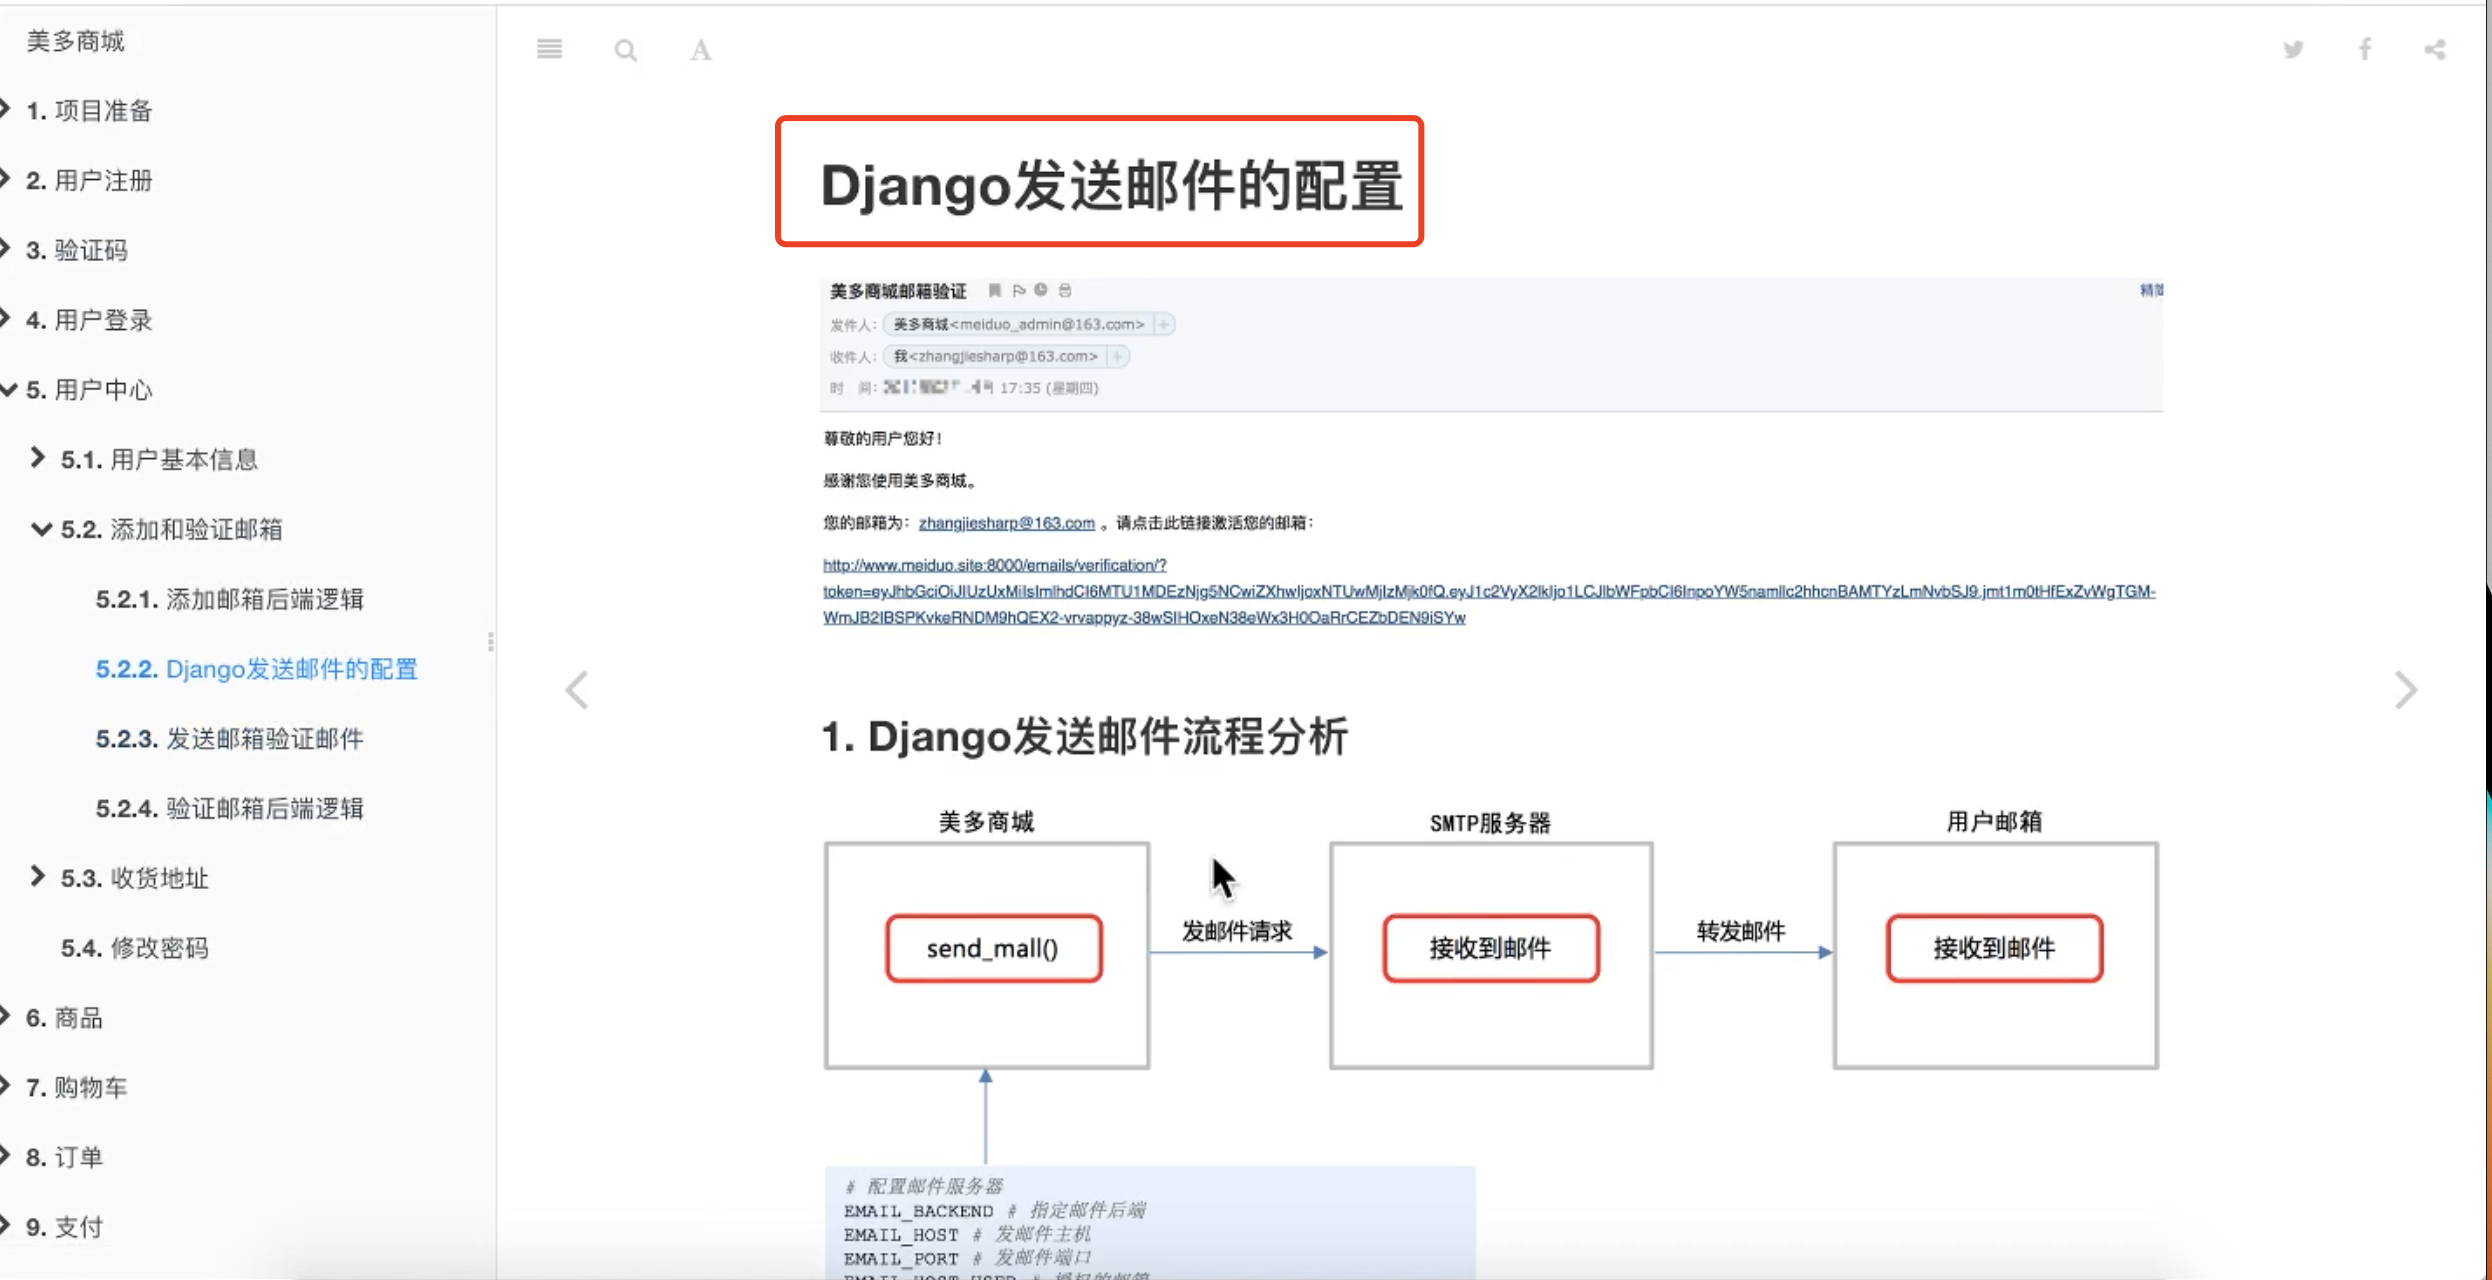 美多商城
1. 项目准备
2. 用户注册
3. 验证码
4. 用户登录
5. 用户中心
5.1. 用户基本信息
5.2. 添加和验证邮箱
5.2.1. 添加邮箱后端逻辑
5.2.2. Django发送邮件的配置
5.2.3. 发送邮箱验证邮件
5.2.4. 验证邮箱后端逻辑
5.3. 收货地址
5.4. 修改密码
6. 商品
7. 购物车
8. 订单
9. 支付
A
Django发送邮件的配置
美多商城邮箱验证
发件人: 美多商城<meiduo_admin@163.com> +
收件人: 我<zhangjiesharp@163.com> +
时 间: 17:35 (星期四)
尊敬的用户您好!
感谢您使用美多商城。
您的邮箱为: zhangjiesharp@163.com 。请点击此链接激活您的邮箱:
http://www.meiduo.site:8000/emails/verification/?
1. Django发送邮件流程分析
美多商城
SMTP服务器
用户邮箱
send_mall()
发邮件请求
接收到邮件
转发邮件
接收到邮件
# 配置邮件服务器
EMAIL_BACKEND # 指定邮件后端
EMAIL_HOST # 发邮件主机
EMAIL_PORT # 发邮件端口